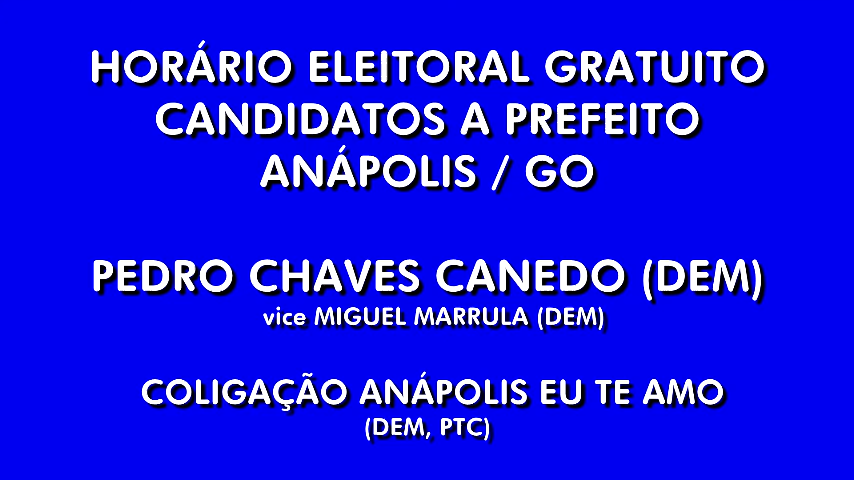 HORÁRIO ELEITORAL GRATUITO
CANDIDATOS A PREFEITO
ANÁPOLIS / GO
PEDRO CHAVES CANEDO (DEM)
vice MIGUEL MARRULA (DEM)
COLIGAÇÃO ANÁPOLIS EU TE AMO
(DEM, PTC)